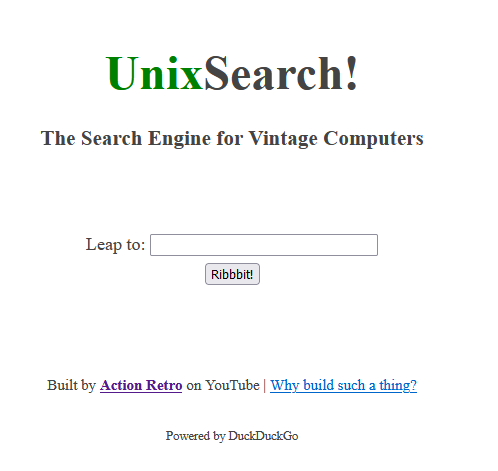 UnixSearch!
The Search Engine for Vintage Computers
Leap to:
Ribbbit!
Built by Action Retro on YouTube | Why build such a thing?
Powered by DuckDuckGo